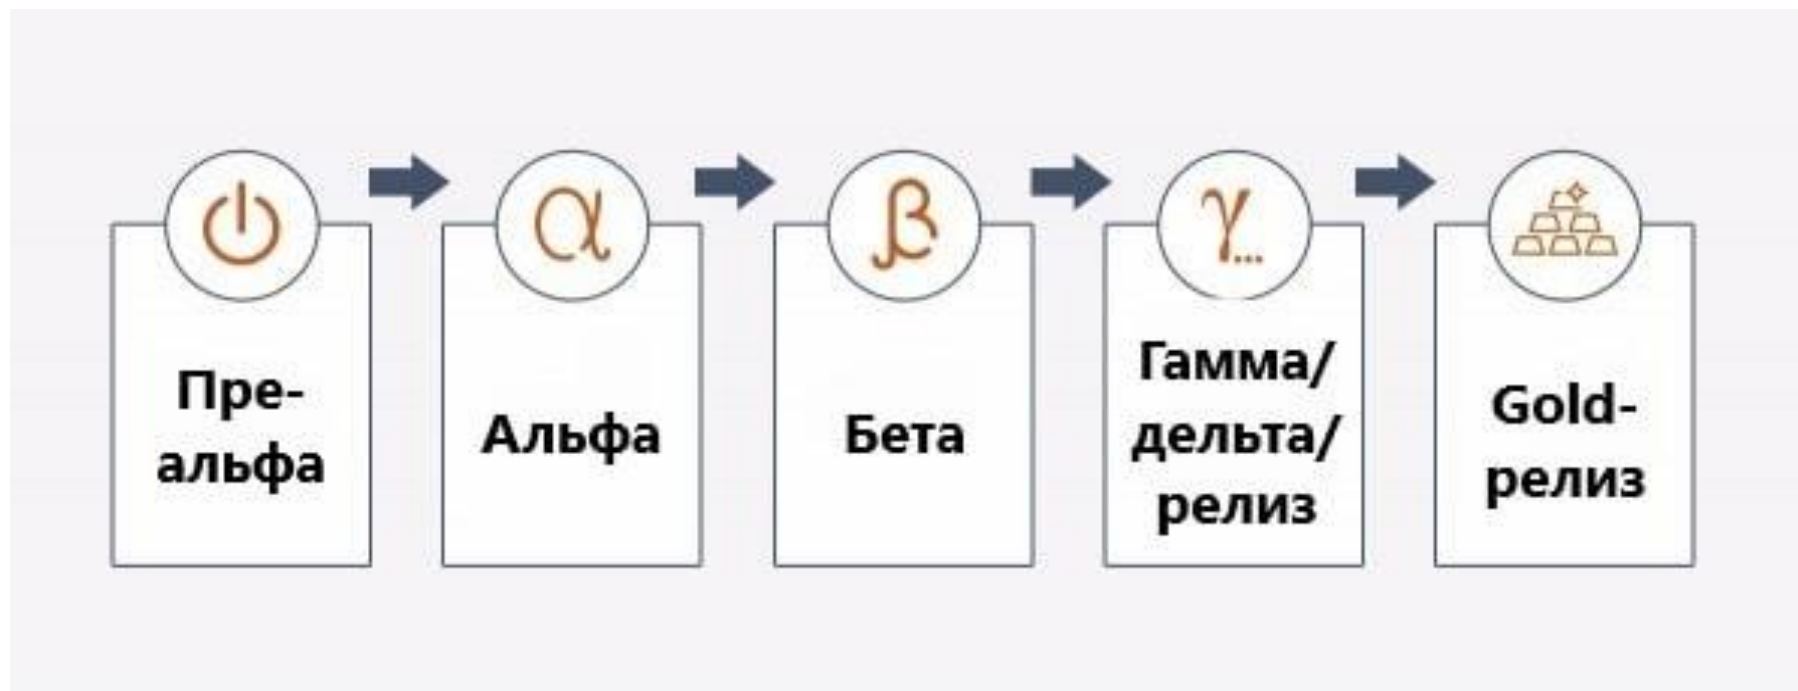 α
β
γ...
Пре-
альфа
Альфа
Бета
Гамма/
дельта/
релиз
Gold-
релиз